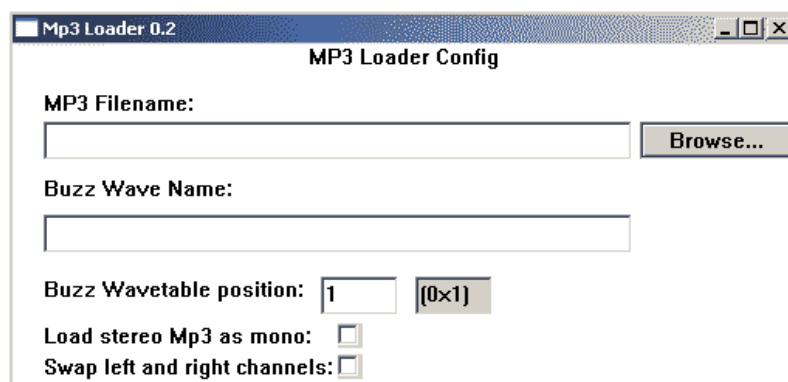 Mp3 Loader 0.2
MP3 Loader Config
MP3 Filename:
Browse...
Buzz Wave Name:
Buzz Wavetable position: 1 (0x1)
Load stereo Mp3 as mono:
Swap left and right channels: